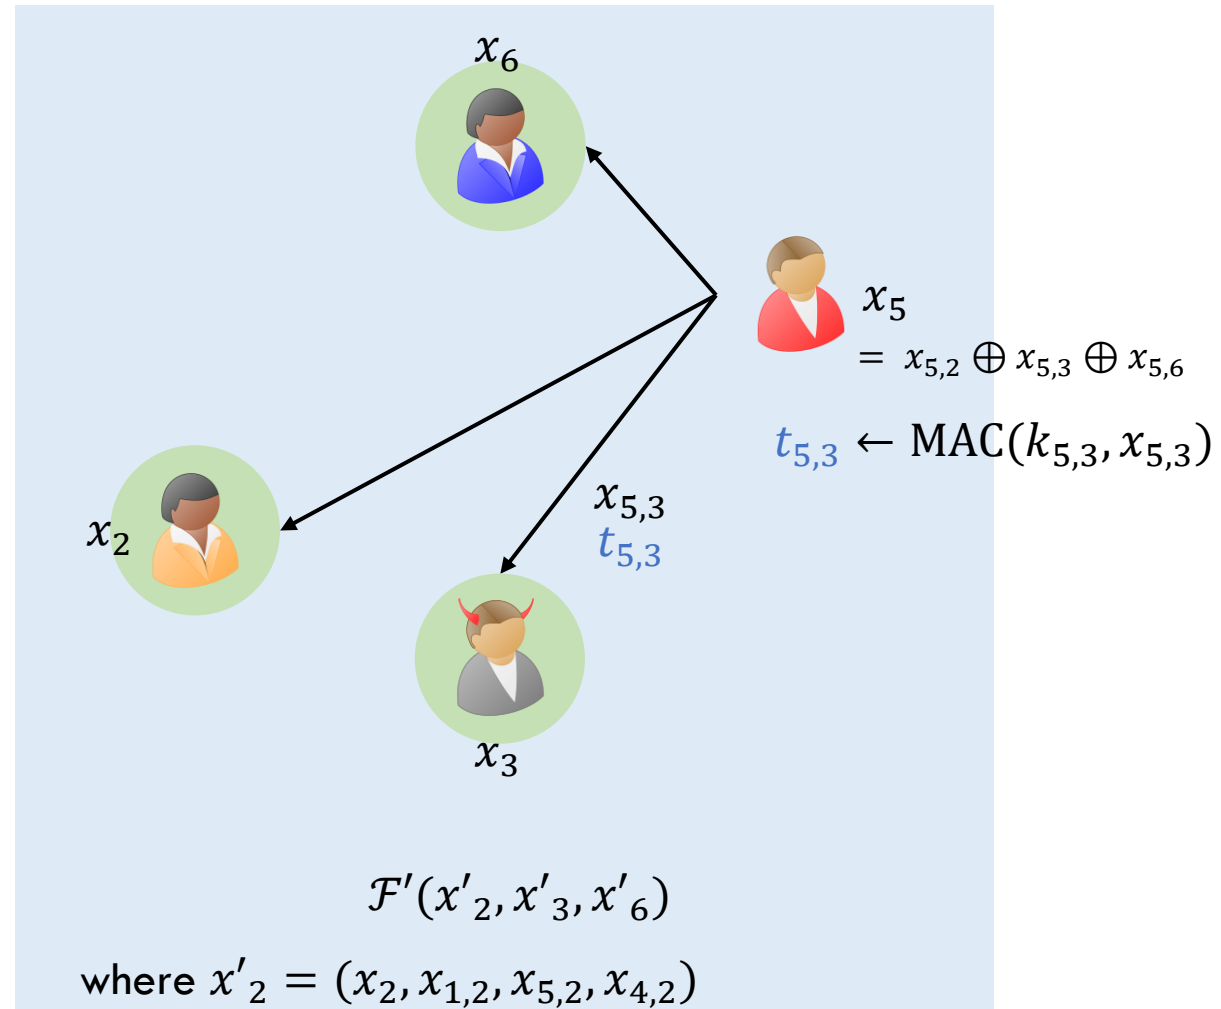 x₆
x₅
= x₅,₂ ⊕ x₅,₃ ⊕ x₅,₆
t₅,₃ ← MAC(k₅,₃, x₅,₃)
x₅,₃
t₅,₃
x₂
x₃
ℱ′(x′₂, x′₃, x′₆)
where x′₂ = (x₂, x₁,₂, x₅,₂, x₄,₂)